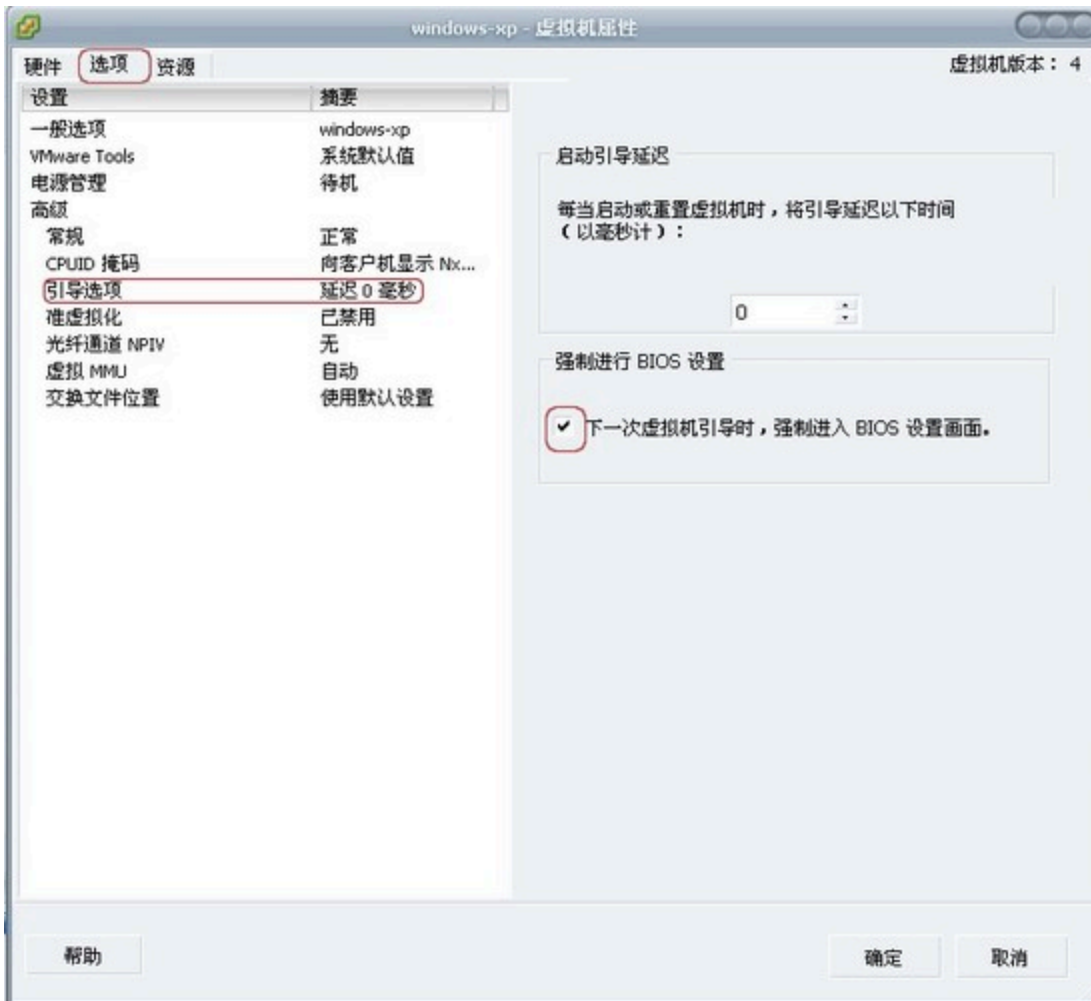 windows-xp - 虚拟机属性
硬件 选项 资源 虚拟机版本： 4
设置 摘要
一般选项 windows-xp
VMware Tools 系统默认值
电源管理 待机
高级
常规 正常
CPUID 掩码 向客户机显示 Nx...
引导选项 延迟 0 毫秒
准虚拟化 已禁用
光纤通道 NPIV 无
虚拟 MMU 自动
交换文件位置 使用默认设置
启动引导延迟
每当启动或重置虚拟机时，将引导延迟以下时间
（以毫秒计）：
0
强制进行 BIOS 设置
下一次虚拟机引导时，强制进入 BIOS 设置画面。
帮助 确定 取消